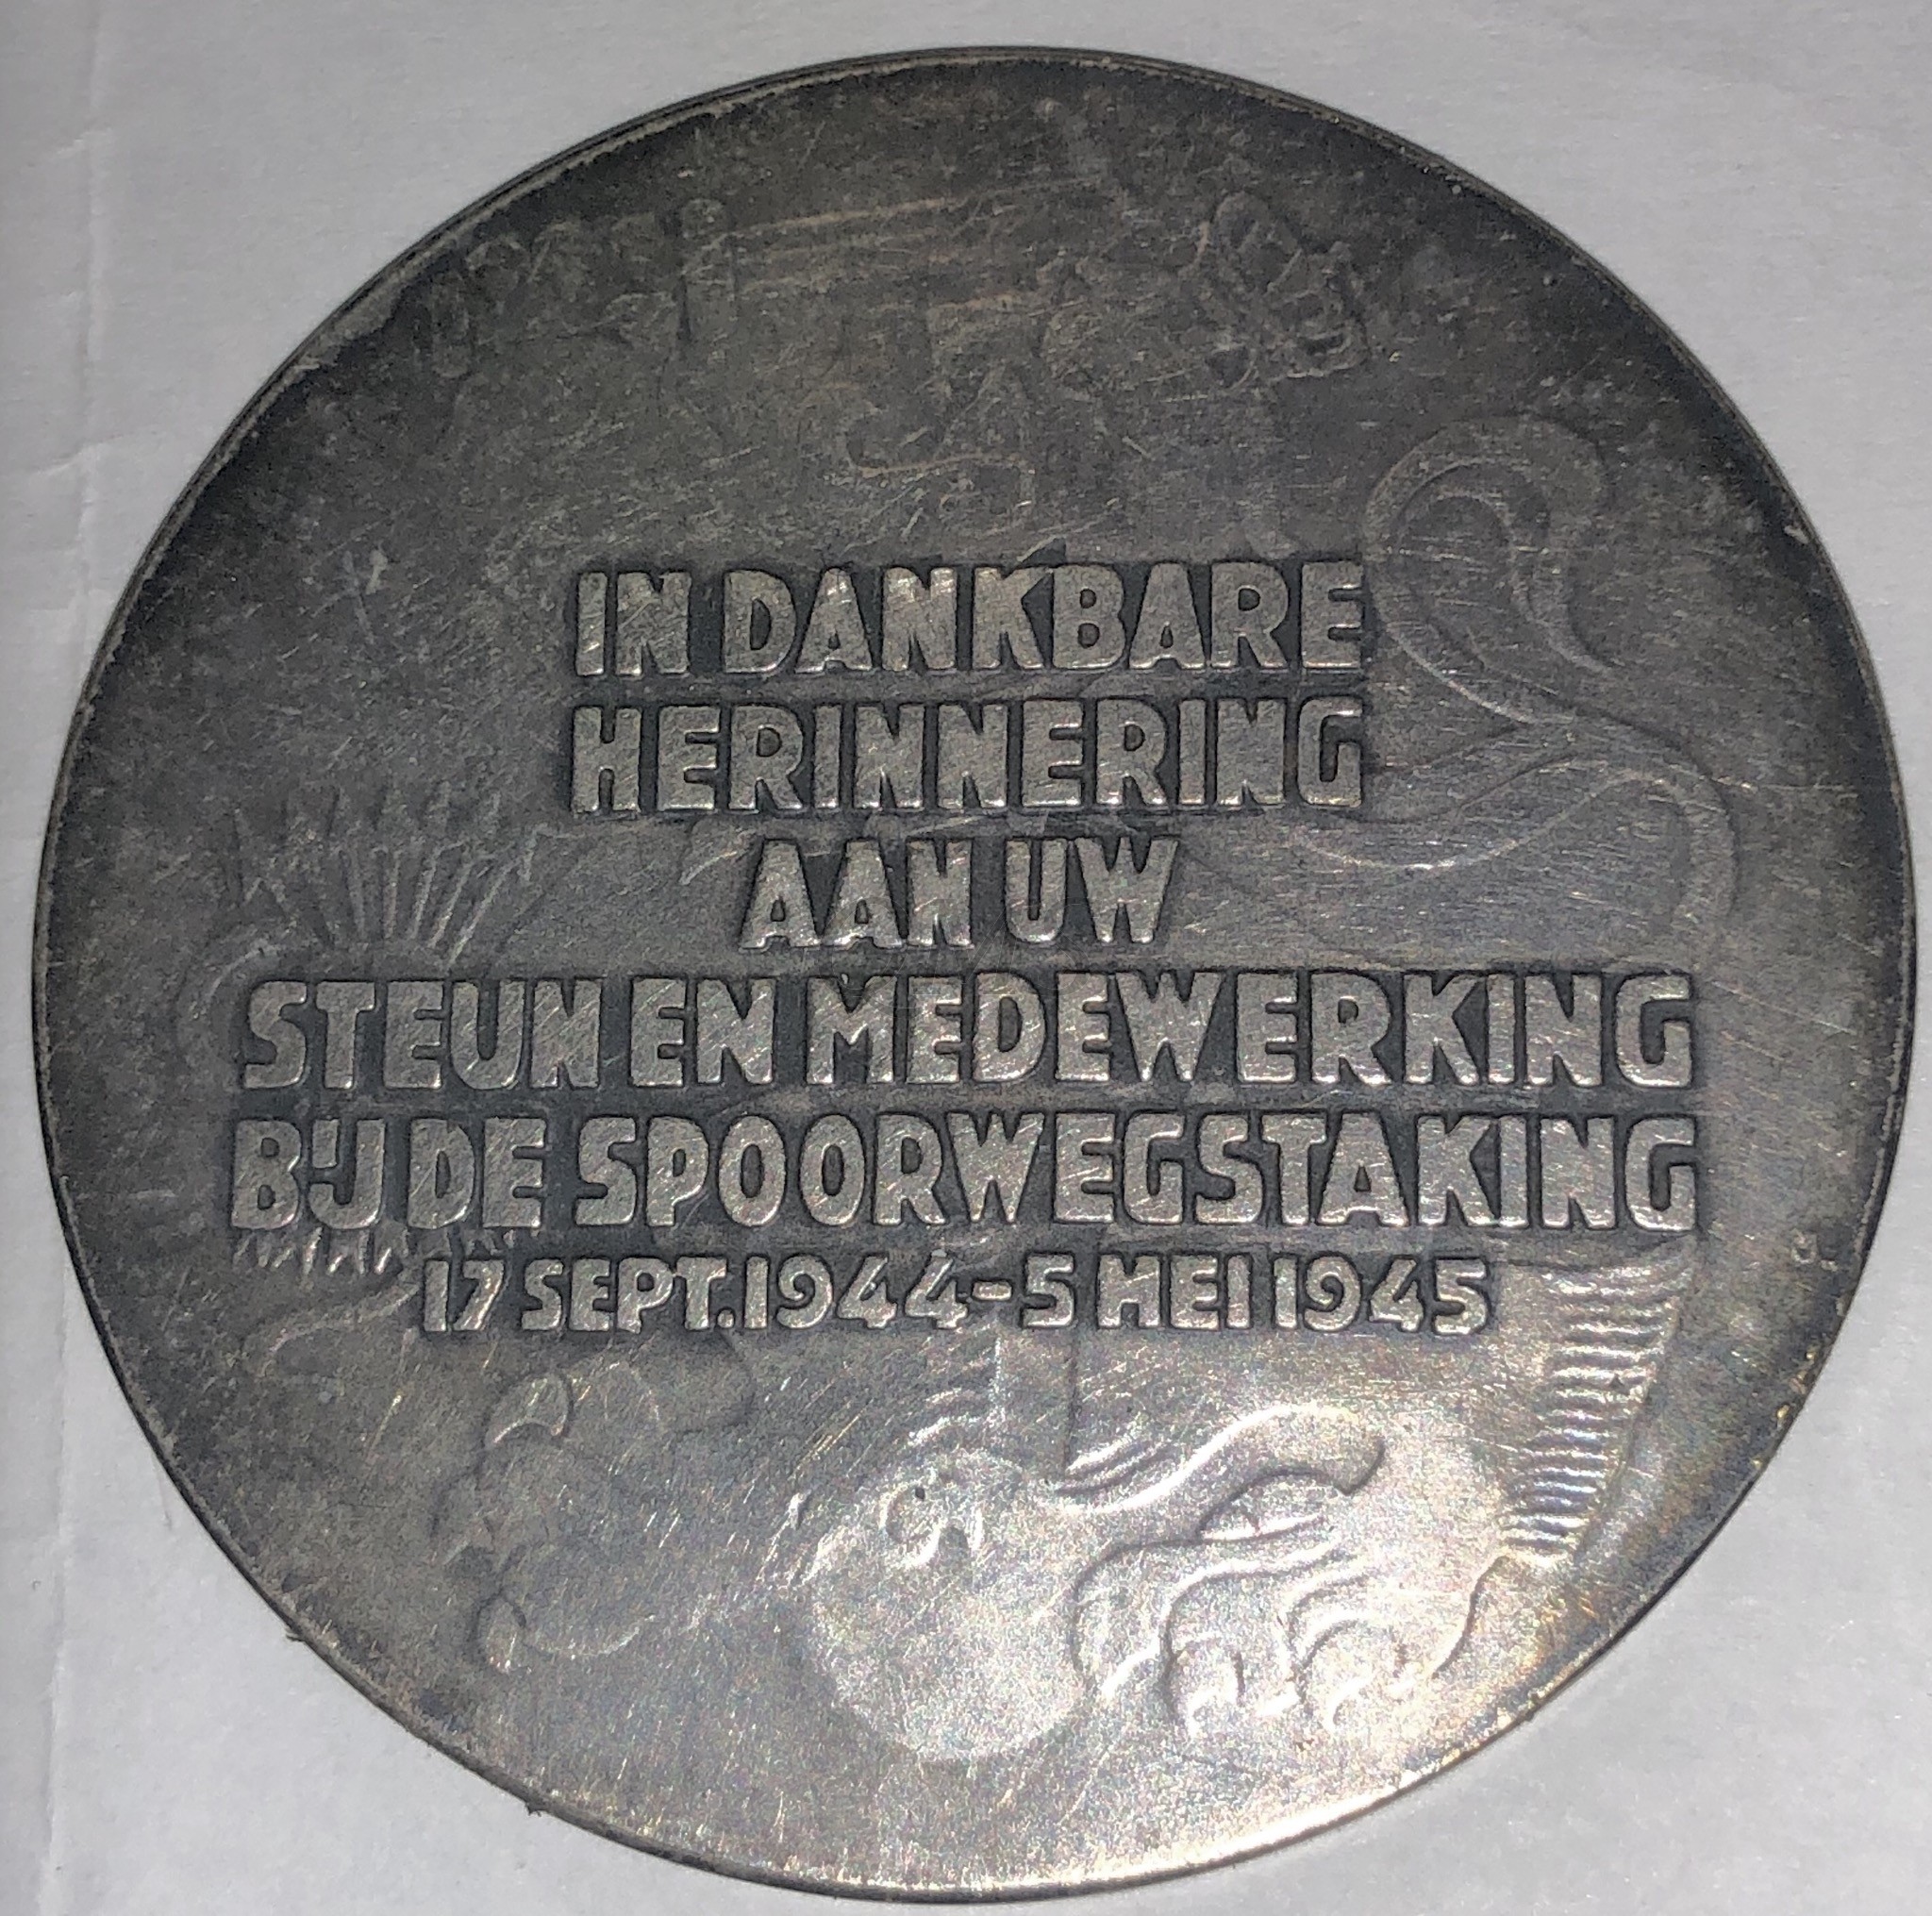 IN DANKBARE
HERINNERING
AAN UW
STEUN EN MEDEWERKING
BIJ DE SPOORWEGSTAKING
17 SEPT. 1944-5 MEI 1945